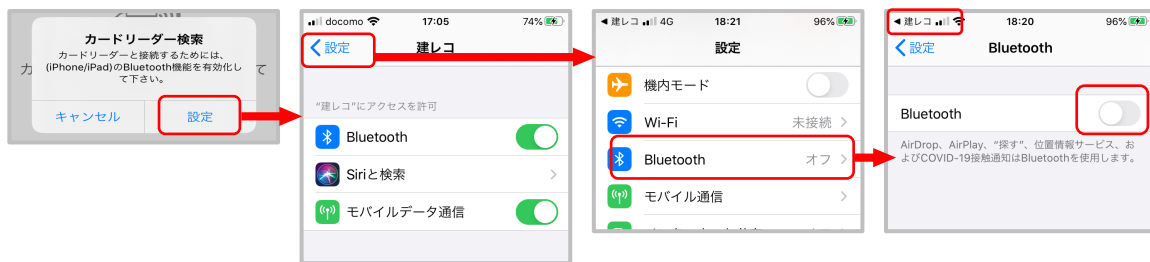 カードリーダー検索
カードリーダーと接続するためには、
(iPhone/iPad)のBluetooth機能を有効化し
て下さい。
カ
て
キャンセル
設定
docomo 17:05 74%
設定
建レコ
“建レコ”にアクセスを許可
Bluetooth
Siriと検索
モバイルデータ通信
建レコ 4G 18:21 96%
設定
機内モード
Wi-Fi 未接続
Bluetooth オフ
モバイル通信
建レコ 18:20 96%
設定
Bluetooth
Bluetooth
AirDrop、AirPlay、“探す”、位置情報サービス、お
よびCOVID-19接触通知はBluetoothを使用します。